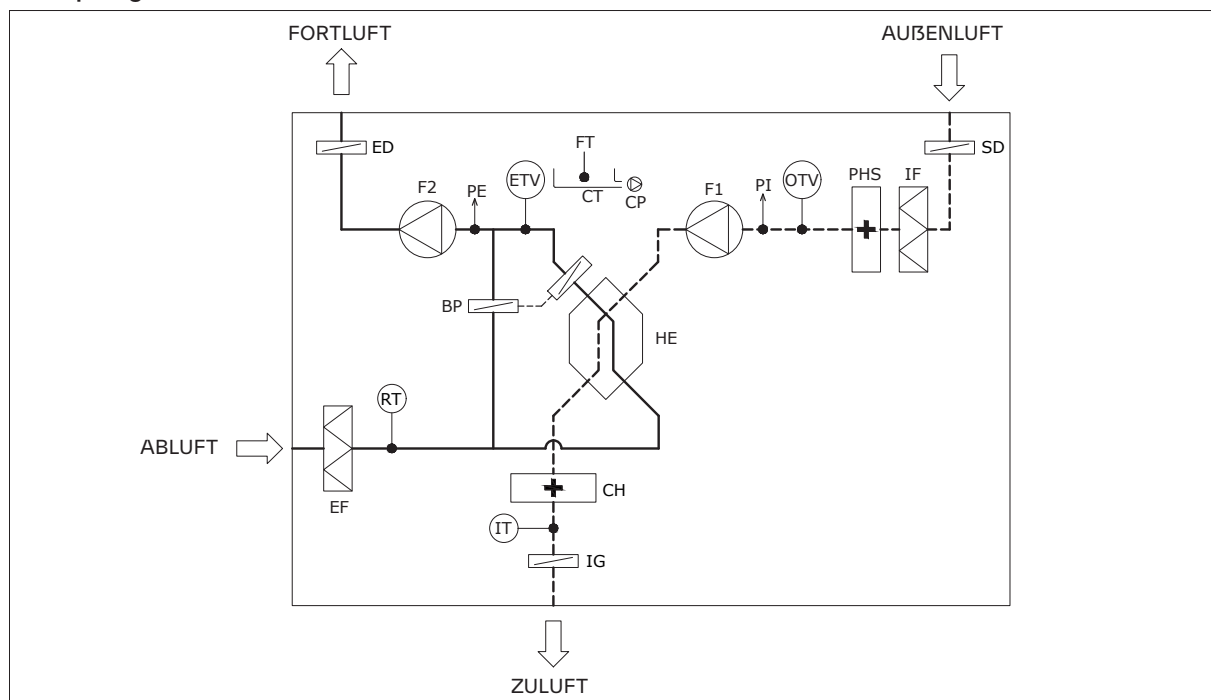 FORTLUFT
AUßENLUFT
ED
FT
SD
F2
PE
ETV
CT
CP
F1
PI
OTV
PHS
IF
BP
HE
RT
ABLUFT
EF
CH
IT
IG
ZULUFT